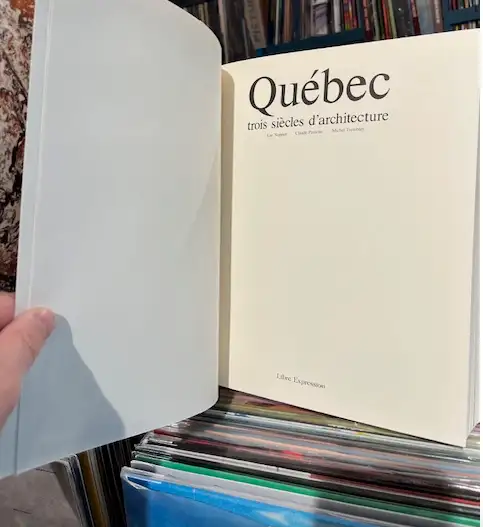 Québec
trois siècles d'architecture
Luc Noppen Claude Paulette Michel Tremblay
Libre Expression